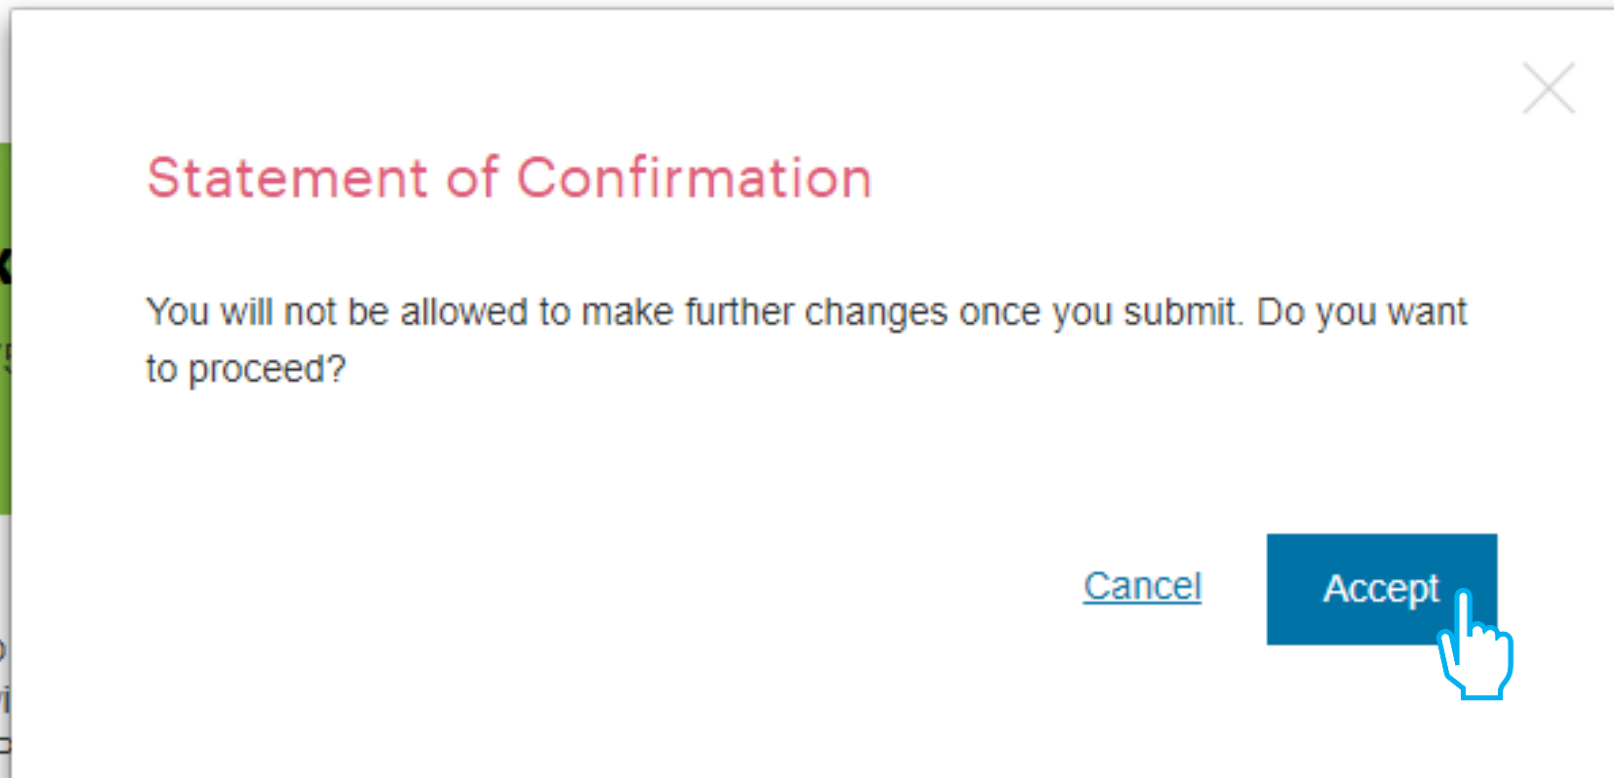 Statement of Confirmation
You will not be allowed to make further changes once you submit. Do you want
to proceed?
Cancel
Accept